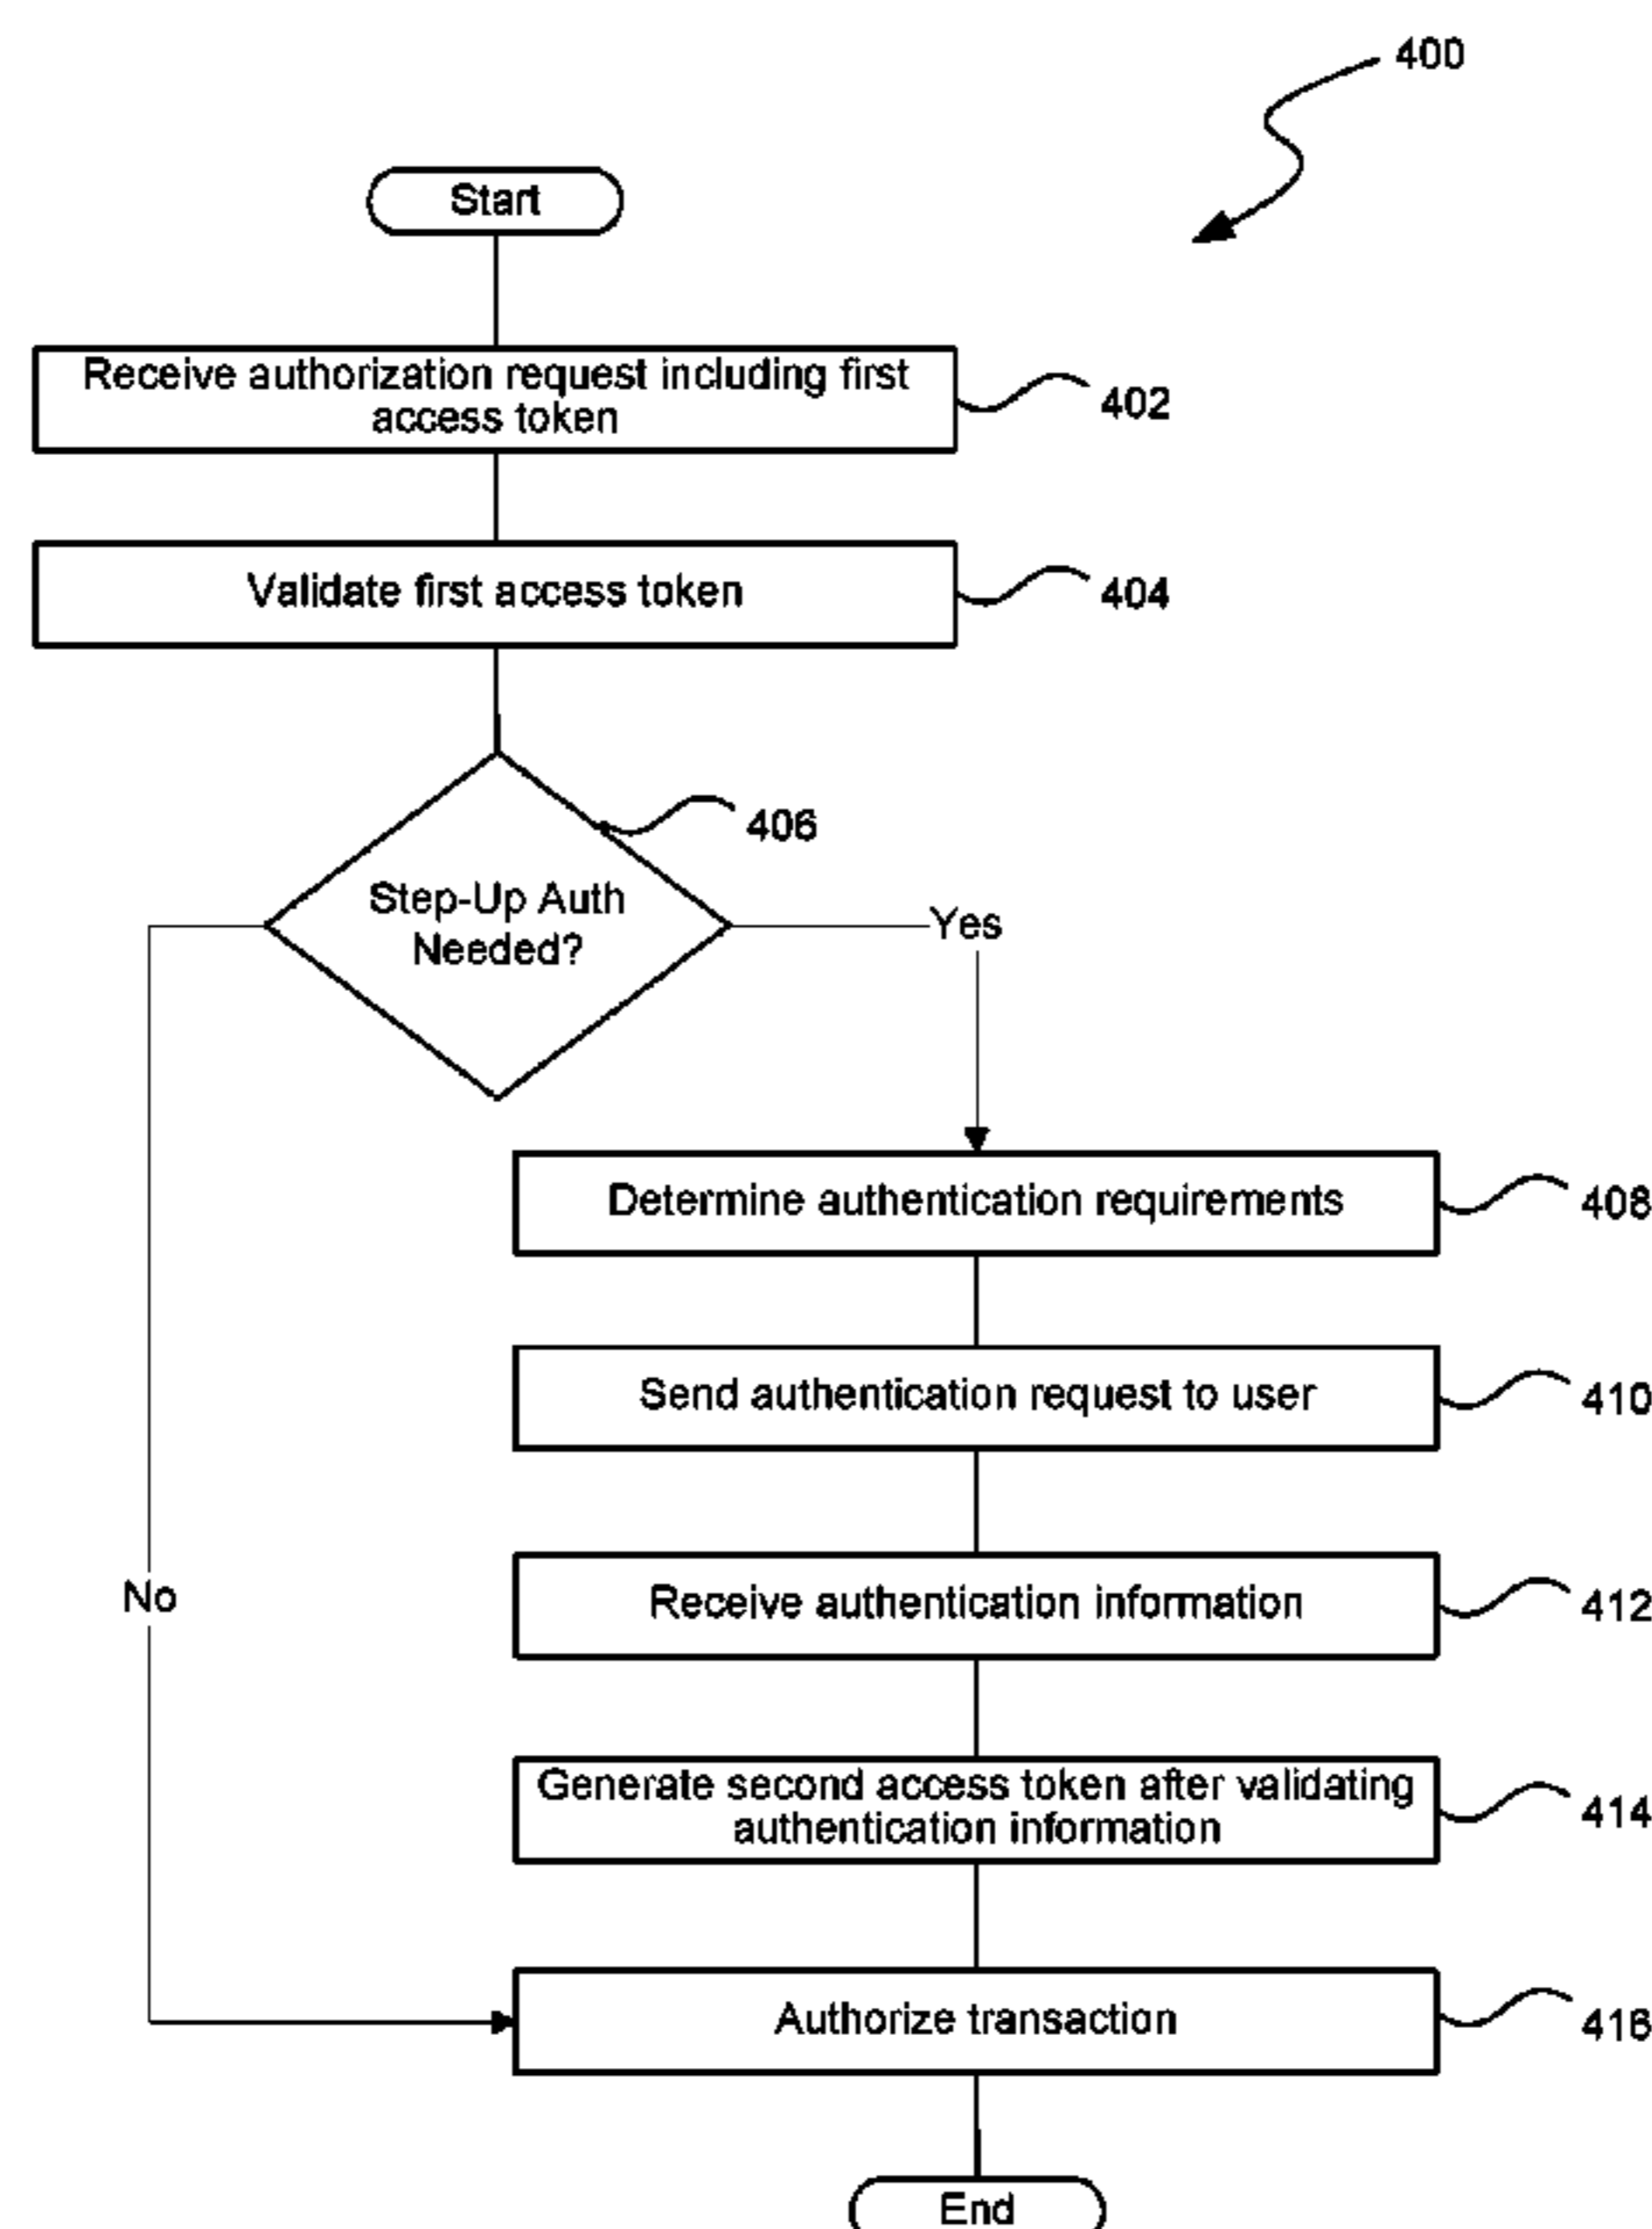 400
Start
Receive authorization request including first
access token
402
Validate first access token
404
406
Step-Up Auth
Needed?
Yes
Determine authentication requirements
408
Send authentication request to user
410
No
Receive authentication information
412
Generate second access token after validating
authentication information
414
Authorize transaction
416
End